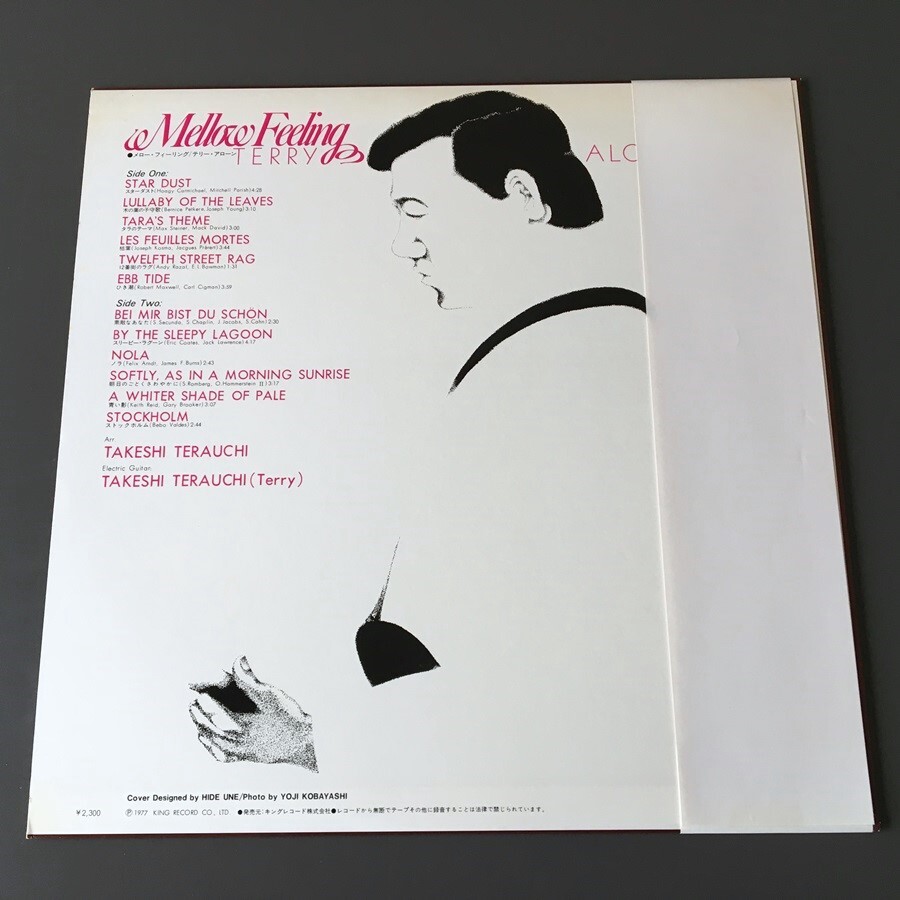 Mellow Feeling
●メロー・フィーリング/テリー・アローン
TERRY ALO
Side One:
STAR DUST
スターダスト(Hoagy Carmichael, Mitchell Parish)4:28
LULLABY OF THE LEAVES
木の葉の子守歌(Bernice Petkere, Joseph Young)3:10
TARA'S THEME
タラのテーマ(Max Steiner, Mack David)3:00
LES FEUILLES MORTES
枯葉(Joseph Kosma, Jacques Prévert)3:44
TWELFTH STREET RAG
12番街のラグ(Andy Razaf, E.L.Bowman)1:31
EBB TIDE
ひき潮(Robert Maxwell, Carl Sigman)3:59
Side Two:
BEI MIR BIST DU SCHÖN
素敵なあなた(S.Secunda, S.Chaplin, J.Jacobs, S.Cahn)2:30
BY THE SLEEPY LAGOON
スリーピー・ラグーン(Eric Coates, Jack Lawrence)4:17
NOLA
ノラ(Felix Arndt, James F.Burns)2:43
SOFTLY, AS IN A MORNING SUNRISE
朝日のごとくさわやかに(S.Romberg, O.Hammerstein II)3:17
A WHITER SHADE OF PALE
青い影(Keith Reid, Gary Brooker)3:07
STOCKHOLM
ストックホルム(Bebo Valdes)2:44
Arr.
TAKESHI TERAUCHI
Electric Guitar:
TAKESHI TERAUCHI(Terry)
Cover Designed by HIDE UNE/Photo by YOJI KOBAYASHI
¥2,300 Ⓟ1977 KING RECORD CO., LTD. ●発売元:キングレコード株式会社●レコードから無断でテープその他に録音することは法律で禁じられています。